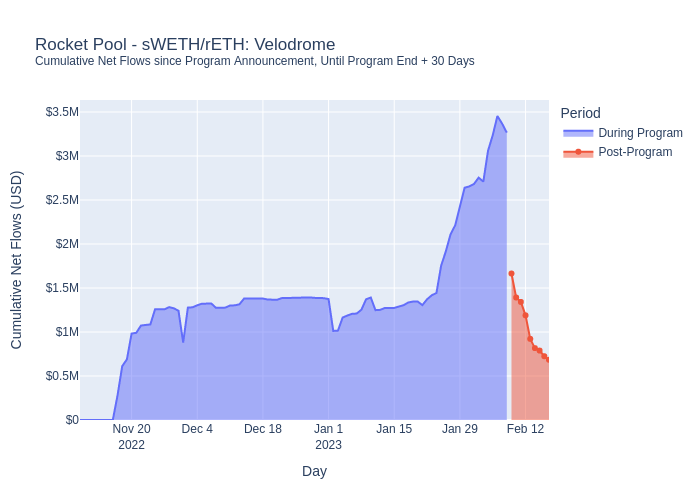 Rocket Pool - sWETH/rETH: Velodrome
Cumulative Net Flows since Program Announcement, Until Program End + 30 Days
Period
During Program
Post-Program
Cumulative Net Flows (USD)
$3.5M
$3M
$2.5M
$2M
$1.5M
$1M
$0.5M
$0
Nov 20
2022
Dec 4
Dec 18
Jan 1
2023
Jan 15
Jan 29
Feb 12
Day